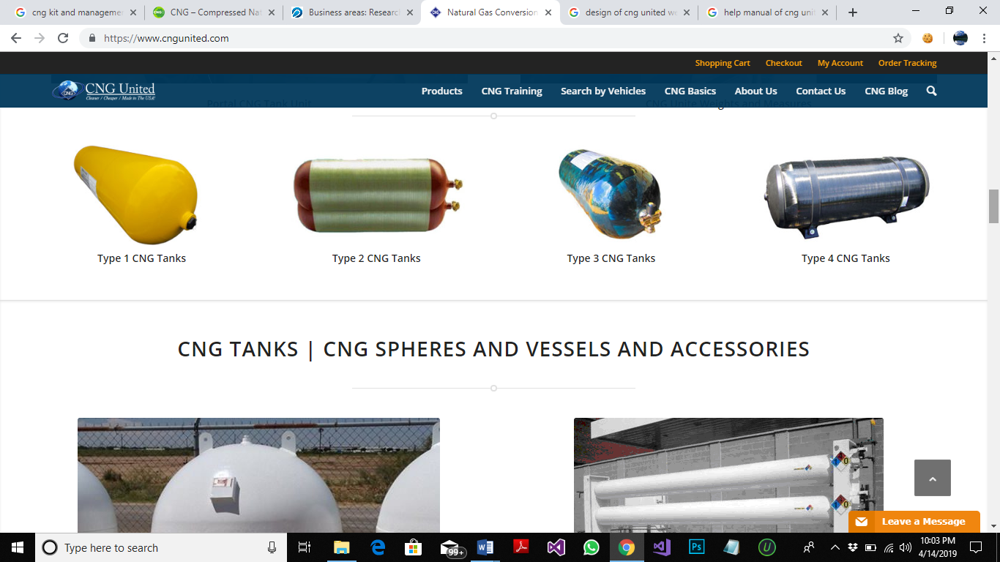 cng kit and manageme
CNG – Compressed Nat
Business areas: Research
Natural Gas Conversion
design of cng united we
help manual of cng unit
https://www.cngunited.com
Shopping Cart Checkout My Account Order Tracking
CNG
CNG United
Cleaner / Cheaper / Made in The USA!
Products CNG Training Search by Vehicles CNG Basics About Us Contact Us CNG Blog
Portal CNG Tank Unit
CNG Unite Weights and Measures
Type 1 CNG Tanks
Type 2 CNG Tanks
Type 3 CNG Tanks
Type 4 CNG Tanks
CNG TANKS | CNG SPHERES AND VESSELS AND ACCESSORIES
Leave a Message
Type here to search
99+
Ps
10:03 PM
4/14/2019